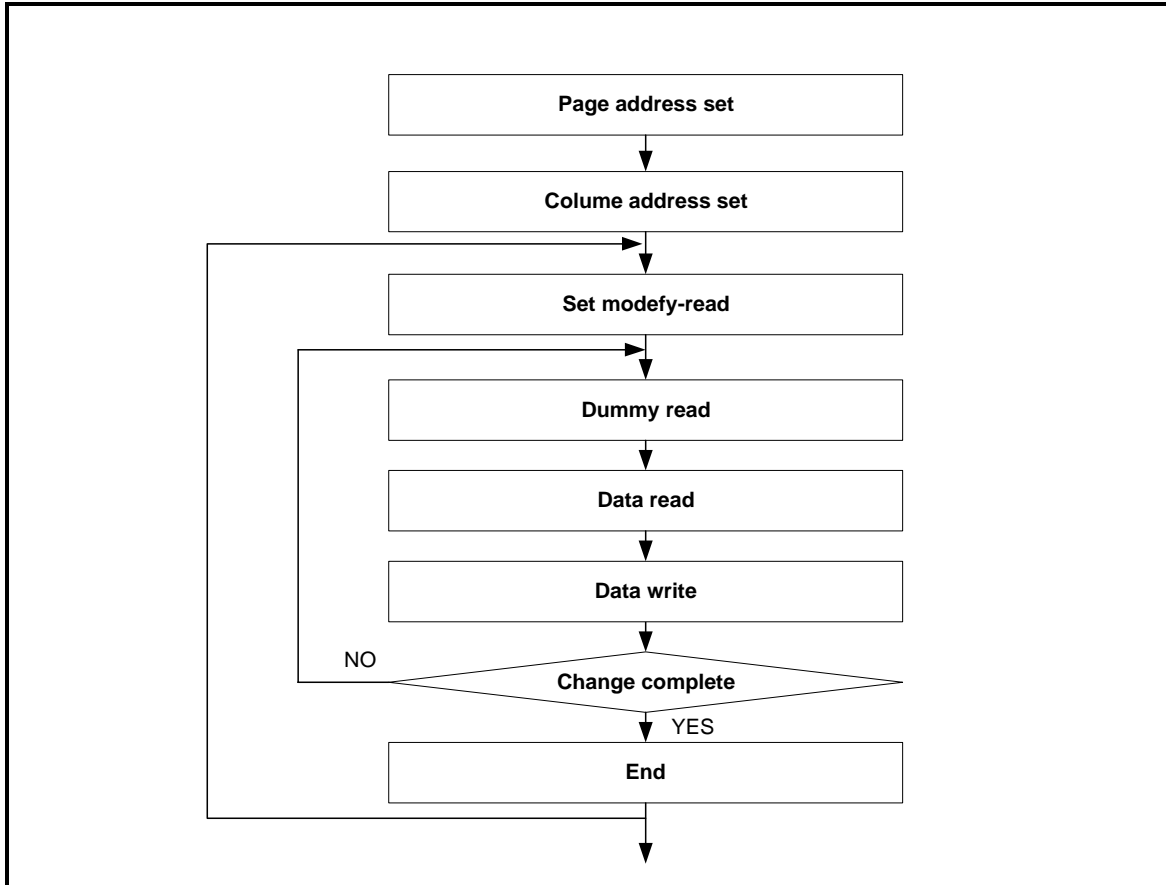 Page address set
Colume address set
Set modefy-read
Dummy read
Data read
Data write
NO
Change complete
YES
End